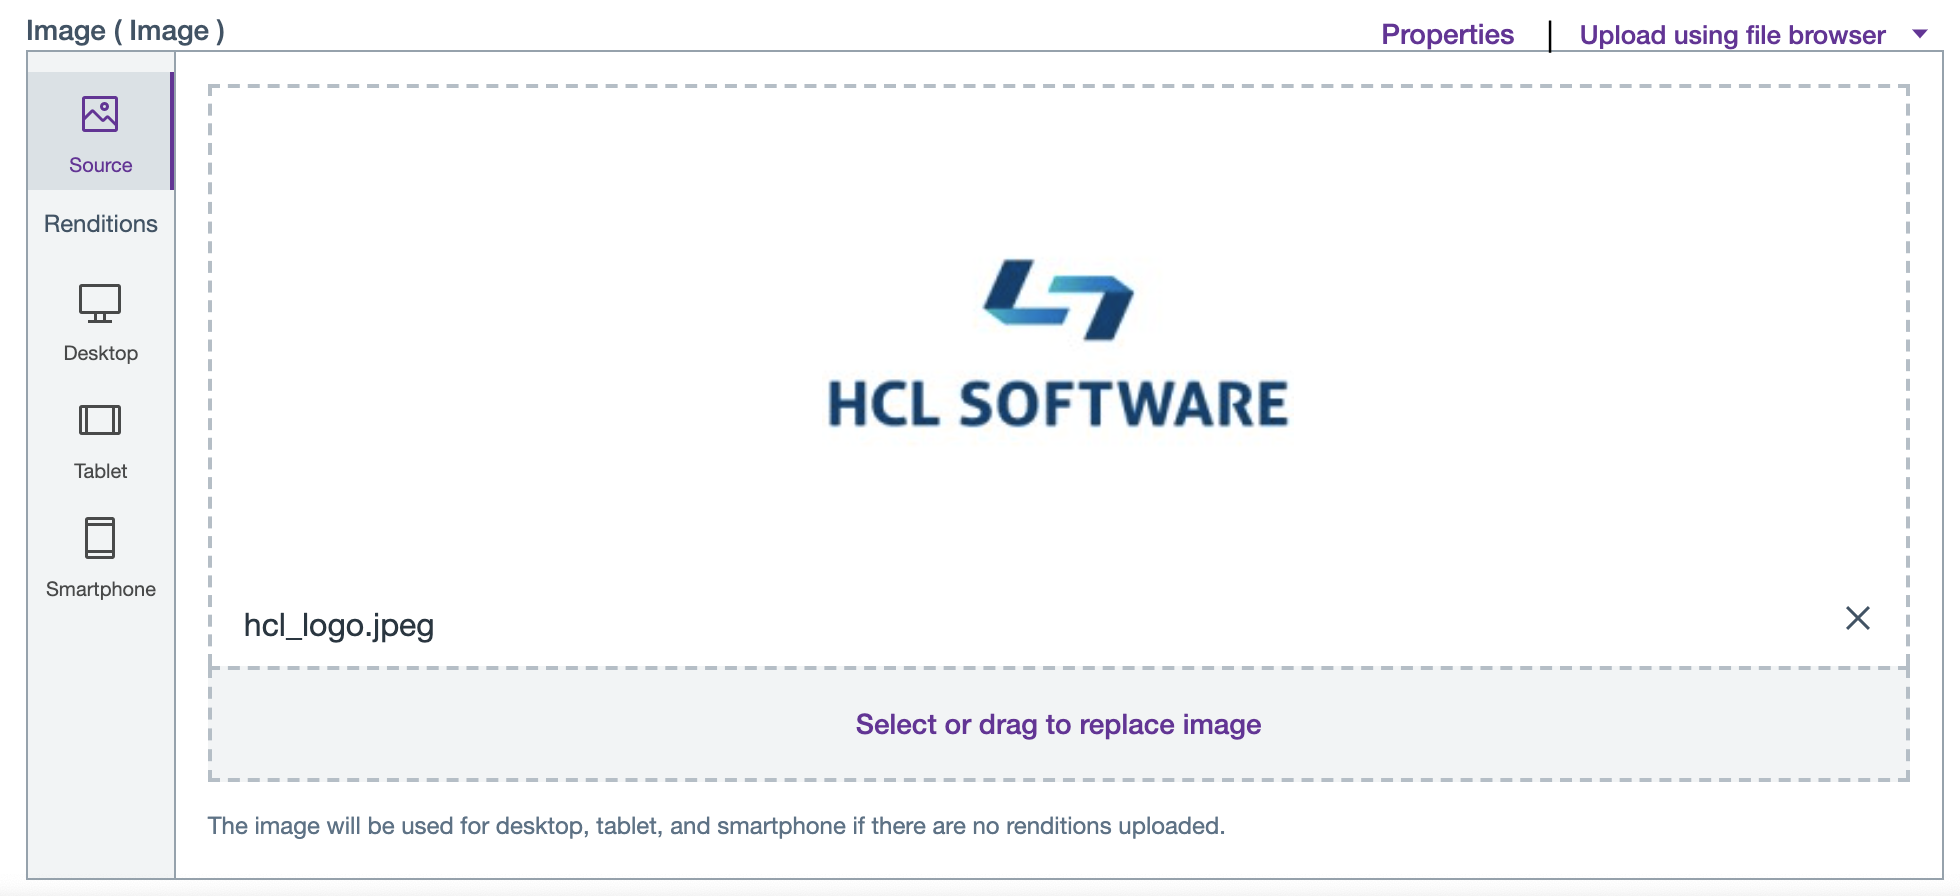 Image ( Image )
Properties | Upload using file browser
Source
Renditions
Desktop
Tablet
Smartphone
HCL SOFTWARE
hcl_logo.jpeg
Select or drag to replace image
The image will be used for desktop, tablet, and smartphone if there are no renditions uploaded.